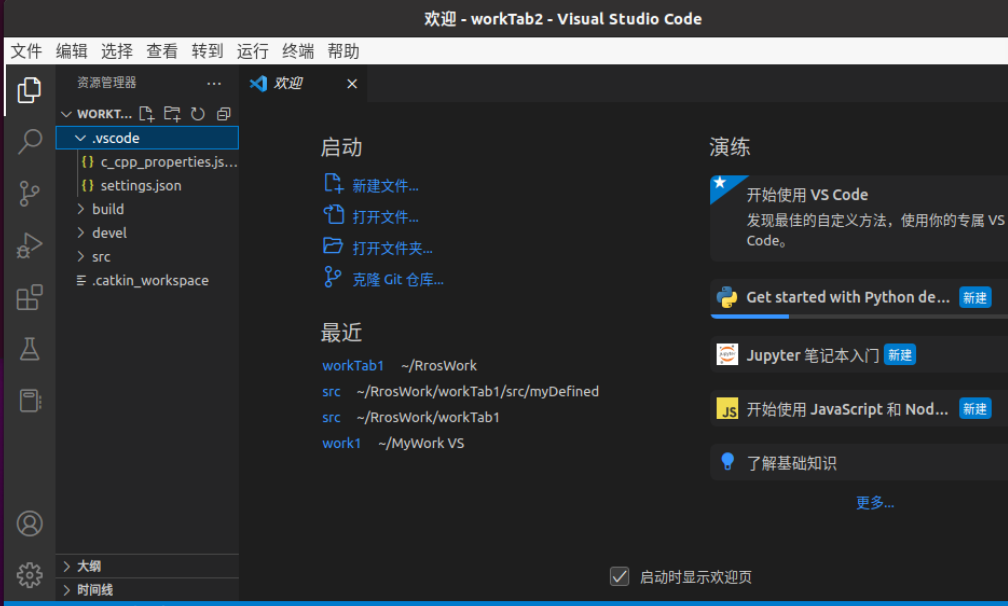 欢迎 - workTab2 - Visual Studio Code
文件 编辑 选择 查看 转到 运行 终端 帮助
资源管理器 ...
欢迎
WORKT...
.vscode
{} c_cpp_properties.js...
{} settings.json
build
devel
src
.catkin_workspace
大纲
时间线
启动
新建文件...
打开文件...
打开文件夹...
克隆 Git 仓库...
最近
workTab1 ~/RrosWork
src ~/RrosWork/workTab1/src/myDefined
src ~/RrosWork/workTab1
work1 ~/MyWork VS
演练
开始使用 VS Code
发现最佳的自定义方法，使用你的专属 VS
Code。
Get started with Python de... 新建
Jupyter 笔记本入门 新建
JS 开始使用 JavaScript 和 Nod... 新建
了解基础知识
更多...
启动时显示欢迎页